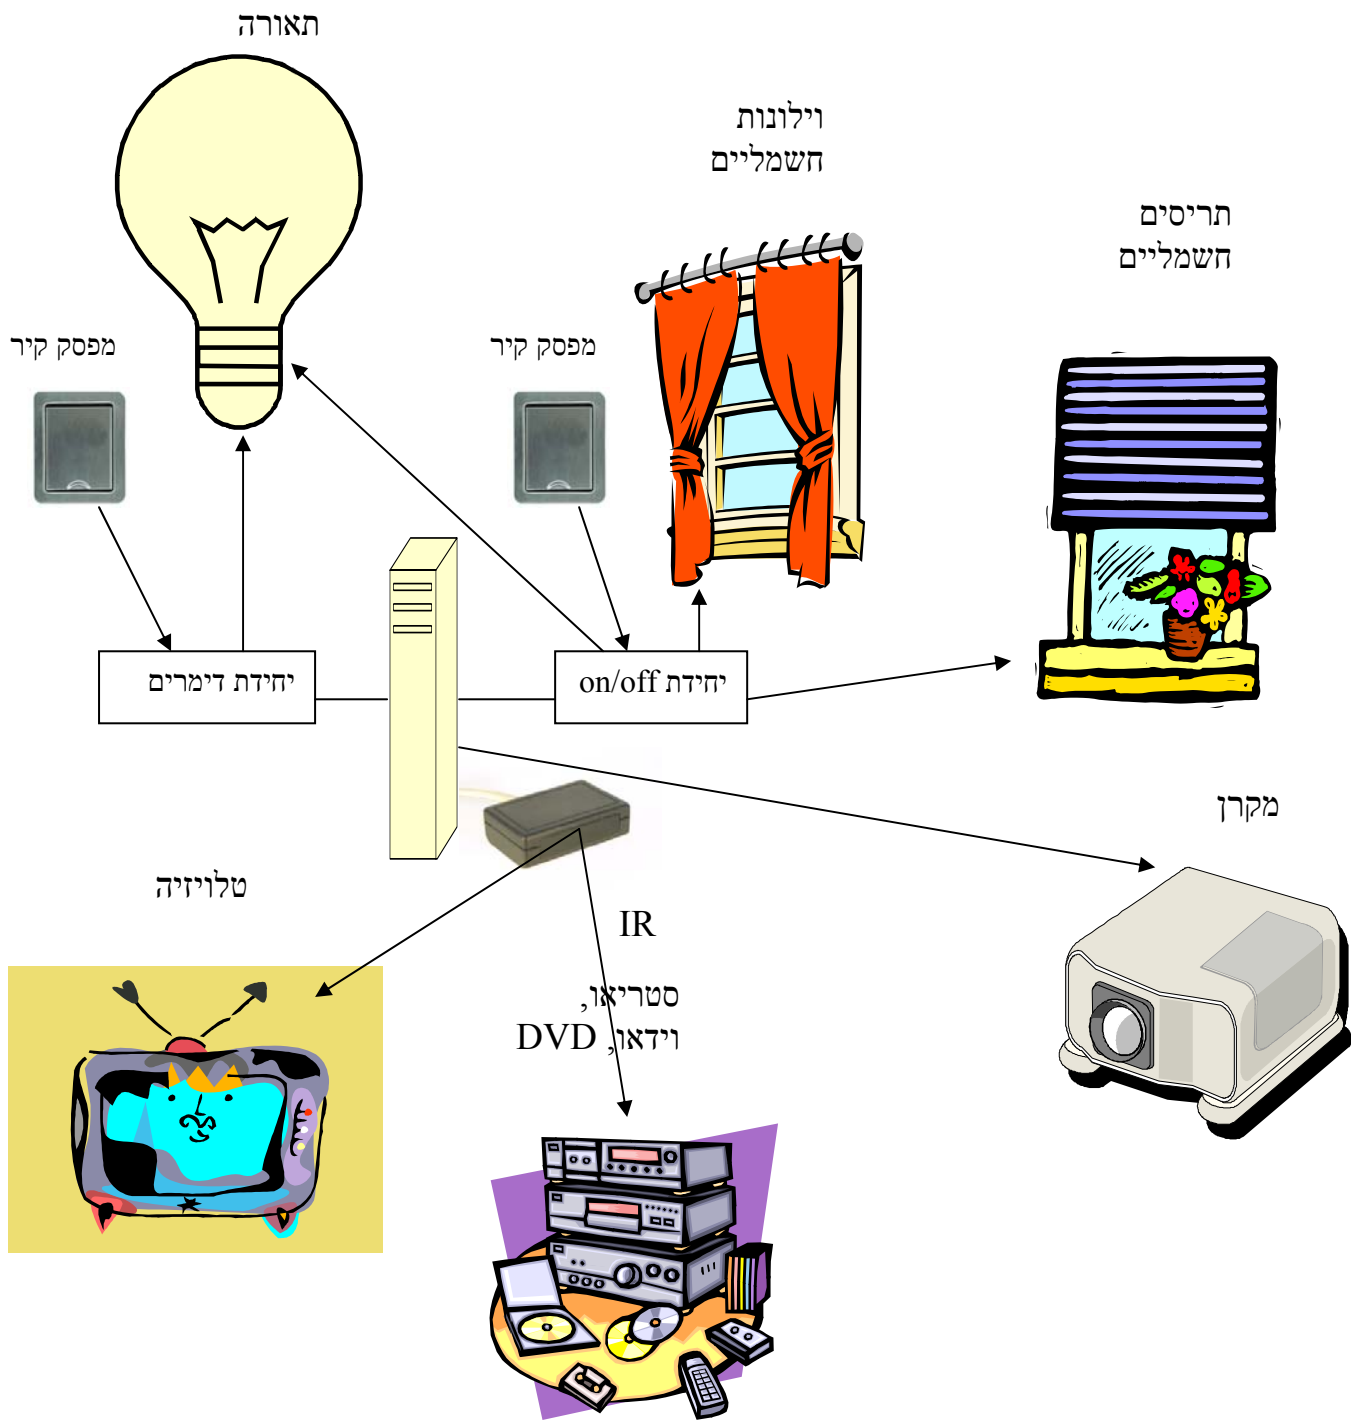 תאורה
וילונות
חשמליים
תריסים
חשמליים
מפסק קיר
מפסק קיר
יחידת דימרים
יחידת on/off
מקרן
טלויזיה
IR
סטריאו,
וידאו, DVD